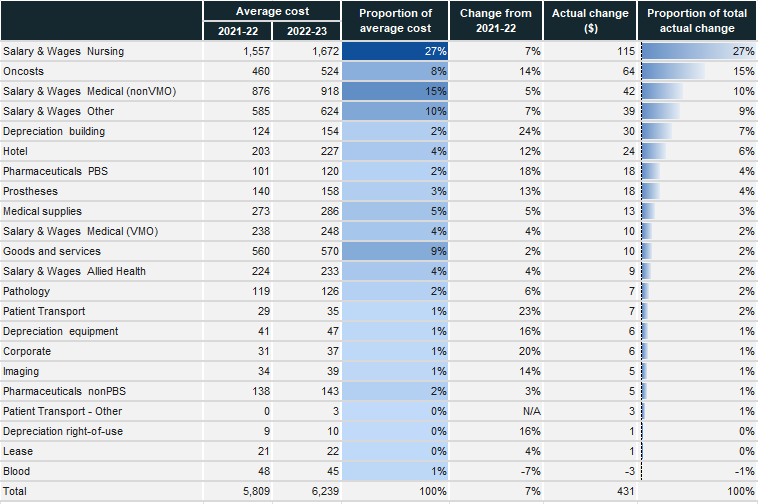 Average cost Proportion of average cost Change from 2021-22 Actual change ($) Proportion of total actual change
2021-22 2022-23
Salary & Wages Nursing 1,557 1,672 27% 7% 115 27%
Oncosts 460 524 8% 14% 64 15%
Salary & Wages Medical (nonVMO) 876 918 15% 5% 42 10%
Salary & Wages Other 585 624 10% 7% 39 9%
Depreciation building 124 154 2% 24% 30 7%
Hotel 203 227 4% 12% 24 6%
Pharmaceuticals PBS 101 120 2% 18% 18 4%
Prostheses 140 158 3% 13% 18 4%
Medical supplies 273 286 5% 5% 13 3%
Salary & Wages Medical (VMO) 238 248 4% 4% 10 2%
Goods and services 560 570 9% 2% 10 2%
Salary & Wages Allied Health 224 233 4% 4% 9 2%
Pathology 119 126 2% 6% 7 2%
Patient Transport 29 35 1% 23% 7 2%
Depreciation equipment 41 47 1% 16% 6 1%
Corporate 31 37 1% 20% 6 1%
Imaging 34 39 1% 14% 5 1%
Pharmaceuticals nonPBS 138 143 2% 3% 5 1%
Patient Transport - Other 0 3 0% N/A 3 1%
Depreciation right-of-use 9 10 0% 16% 1 0%
Lease 21 22 0% 4% 1 0%
Blood 48 45 1% -7% -3 -1%
Total 5,809 6,239 100% 7% 431 100%